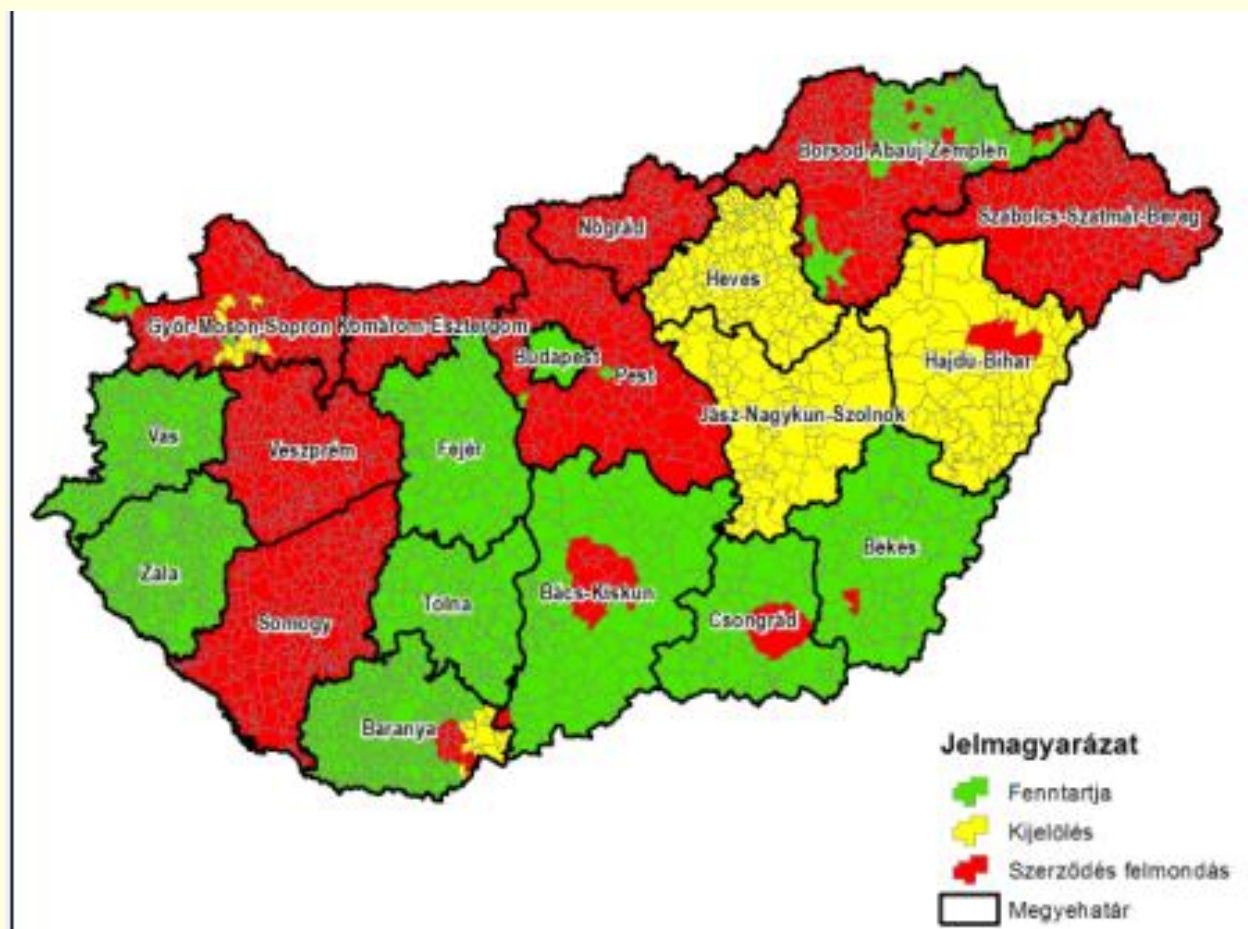 Borsod-Abaúj-Zemplén
Szabolcs-Szatmár-Bereg
Nógrád
Heves
Győr-Moson-Sopron
Komárom-Esztergom
Budapest
Pest
Hajdu-Bihar
Jász-Nagykun-Szolnok
Vas
Veszprém
Fejér
Békés
Zala
Somogy
Tolna
Bács-Kiskun
Csongrád
Baranya
Jelmagyarázat
Fenntartja
Kijelölés
Szerződés felmondás
Megyehatár